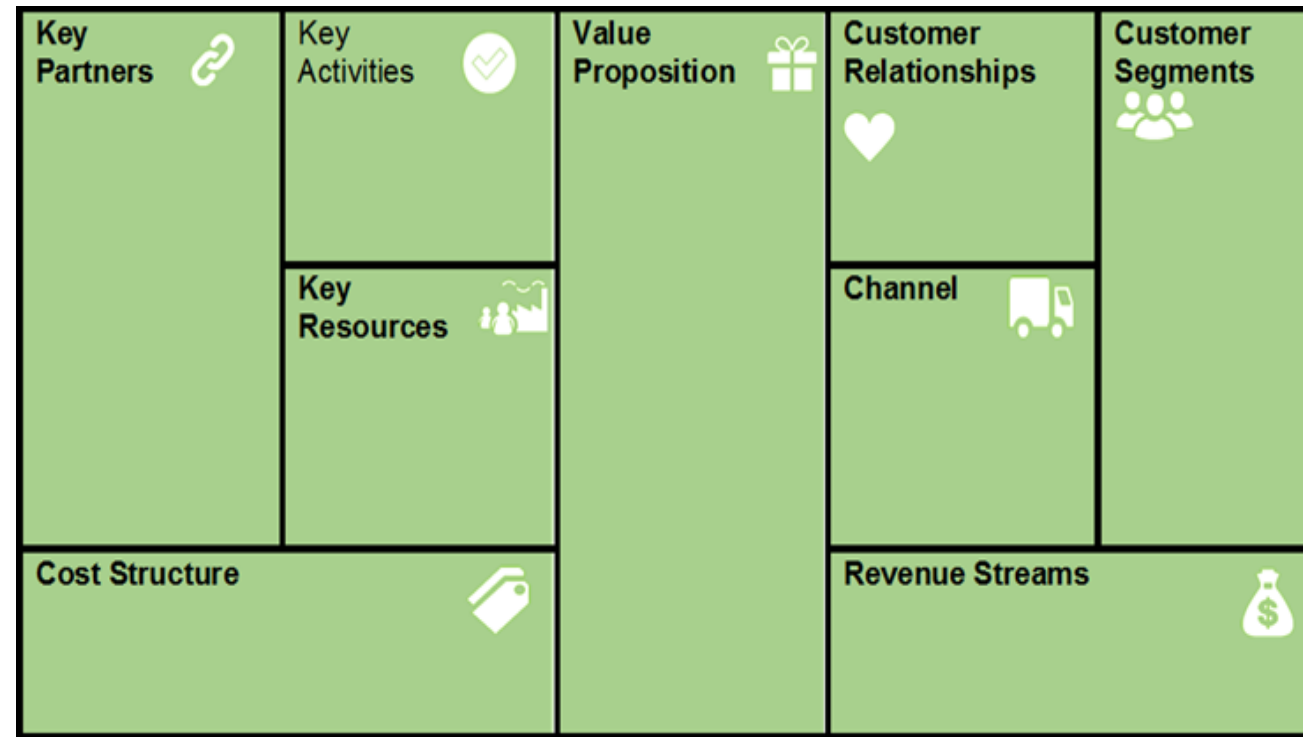 Key
Partners
Key
Activities
Value
Proposition
Customer
Relationships
Customer
Segments
Key
Resources
Channel
Cost Structure
Revenue Streams
$